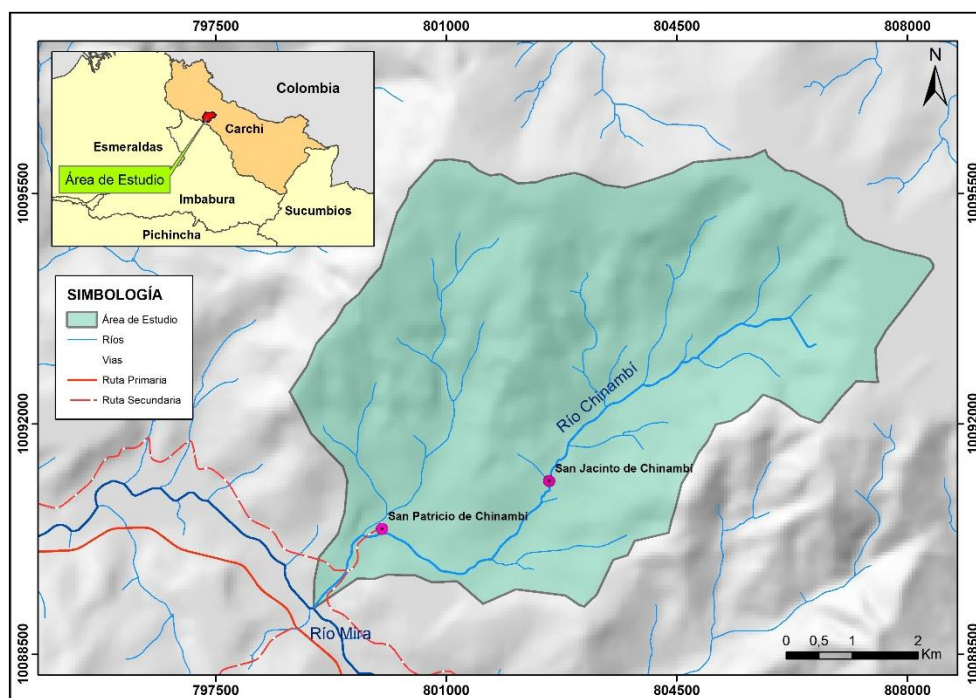 797500
801000
804500
808000
N
Colombia
Carchi
Esmeraldas
Área de Estudio
Imbabura
Sucumbios
Pichincha
10095500
10095500
SIMBOLOGÍA
Área de Estudio
Ríos
Vias
Ruta Primaria
Ruta Secundaria
Río Chinambí
10092000
10092000
San Jacinto de Chinambí
San Patricio de Chinambí
Río Mira
10088500
10088500
0 0,5 1 2
Km
797500
801000
804500
808000